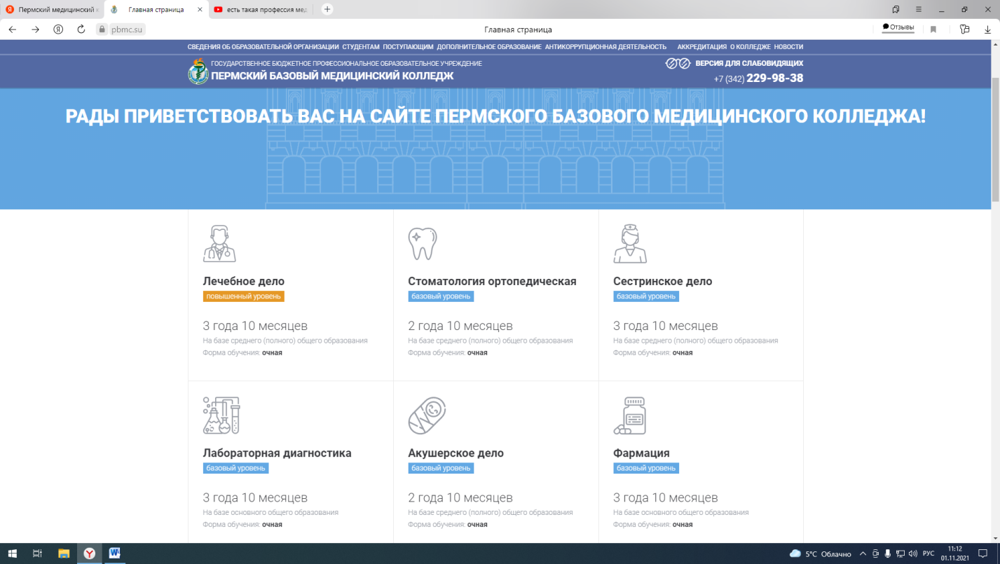 Пермский медицинский к
Главная страница
есть такая профессия мед
pbmc.su
Главная страница
Отзывы
СВЕДЕНИЯ ОБ ОБРАЗОВАТЕЛЬНОЙ ОРГАНИЗАЦИИ СТУДЕНТАМ ПОСТУПАЮЩИМ ДОПОЛНИТЕЛЬНОЕ ОБРАЗОВАНИЕ АНТИКОРРУПЦИОННАЯ ДЕЯТЕЛЬНОСТЬ АККРЕДИТАЦИЯ О КОЛЛЕДЖЕ НОВОСТИ
ГОСУДАРСТВЕННОЕ БЮДЖЕТНОЕ ПРОФЕССИОНАЛЬНОЕ ОБРАЗОВАТЕЛЬНОЕ УЧРЕЖДЕНИЕ
ПЕРМСКИЙ БАЗОВЫЙ МЕДИЦИНСКИЙ КОЛЛЕДЖ
ВЕРСИЯ ДЛЯ СЛАБОВИДЯЩИХ
+7 (342) 229-98-38
РАДЫ ПРИВЕТСТВОВАТЬ ВАС НА САЙТЕ ПЕРМСКОГО БАЗОВОГО МЕДИЦИНСКОГО КОЛЛЕДЖА!
Лечебное дело
повышенный уровень
3 года 10 месяцев
На базе среднего (полного) общего образования
Форма обучения: очная
Стоматология ортопедическая
базовый уровень
2 года 10 месяцев
На базе среднего (полного) общего образования
Форма обучения: очная
Сестринское дело
базовый уровень
3 года 10 месяцев
На базе среднего (полного) общего образования
Форма обучения: очная
Лабораторная диагностика
базовый уровень
3 года 10 месяцев
На базе основного общего образования
Форма обучения: очная
Акушерское дело
базовый уровень
2 года 10 месяцев
На базе среднего (полного) общего образования
Форма обучения: очная
Фармация
базовый уровень
3 года 10 месяцев
На базе основного общего образования
Форма обучения: очная
5°C Облачно
РУС
11:12
01.11.2021